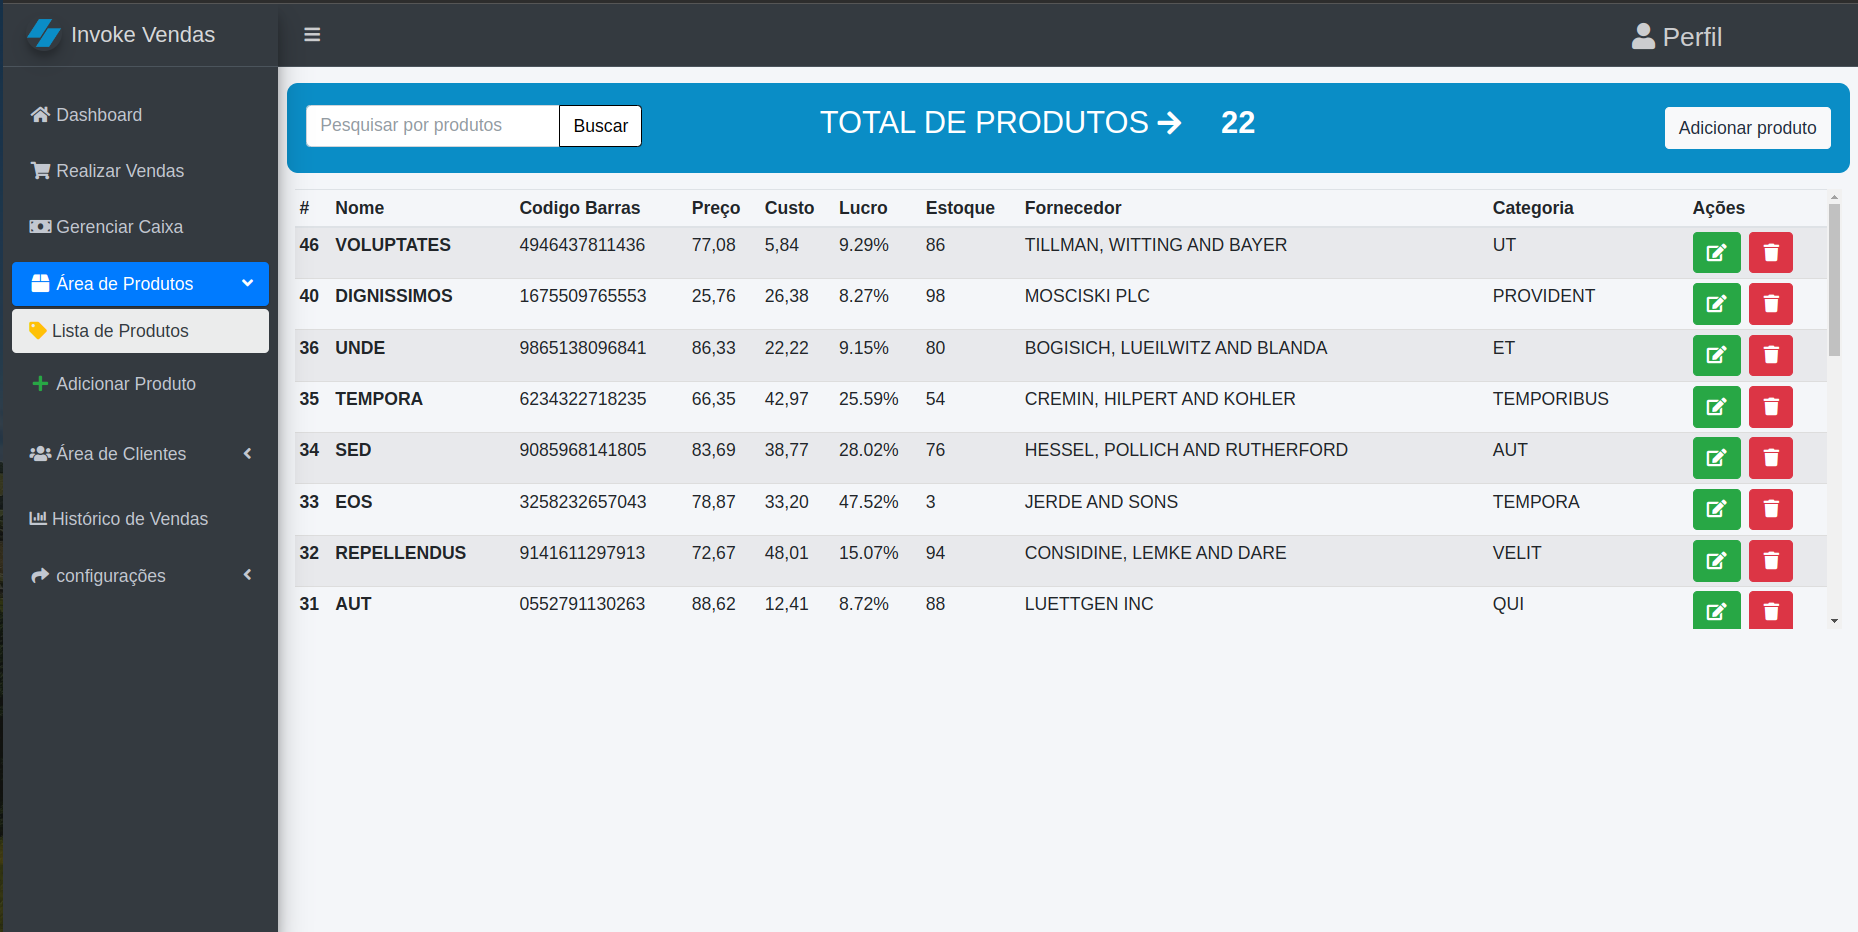 Invoke Vendas
Perfil
Dashboard
Realizar Vendas
Gerenciar Caixa
Área de Produtos
Lista de Produtos
Adicionar Produto
Área de Clientes
Histórico de Vendas
configurações
Pesquisar por produtos Buscar TOTAL DE PRODUTOS 22 Adicionar produto
# Nome Codigo Barras Preço Custo Lucro Estoque Fornecedor Categoria Ações
46 VOLUPTATES 4946437811436 77,08 5,84 9.29% 86 TILLMAN, WITTING AND BAYER UT
40 DIGNISSIMOS 1675509765553 25,76 26,38 8.27% 98 MOSCISKI PLC PROVIDENT
36 UNDE 9865138096841 86,33 22,22 9.15% 80 BOGISICH, LUEILWITZ AND BLANDA ET
35 TEMPORA 6234322718235 66,35 42,97 25.59% 54 CREMIN, HILPERT AND KOHLER TEMPORIBUS
34 SED 9085968141805 83,69 38,77 28.02% 76 HESSEL, POLLICH AND RUTHERFORD AUT
33 EOS 3258232657043 78,87 33,20 47.52% 3 JERDE AND SONS TEMPORA
32 REPELLENDUS 9141611297913 72,67 48,01 15.07% 94 CONSIDINE, LEMKE AND DARE VELIT
31 AUT 0552791130263 88,62 12,41 8.72% 88 LUETTGEN INC QUI